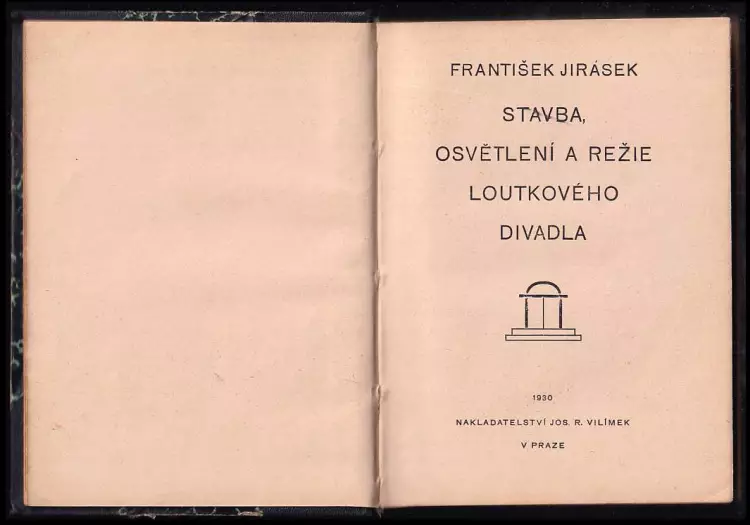 FRANTIŠEK JIRÁSEK
STAVBA,
OSVĚTLENÍ A REŽIE
LOUTKOVÉHO
DIVADLA
1930
NAKLADATELSTVÍ JOS. R. VILÍMEK
V PRAZE